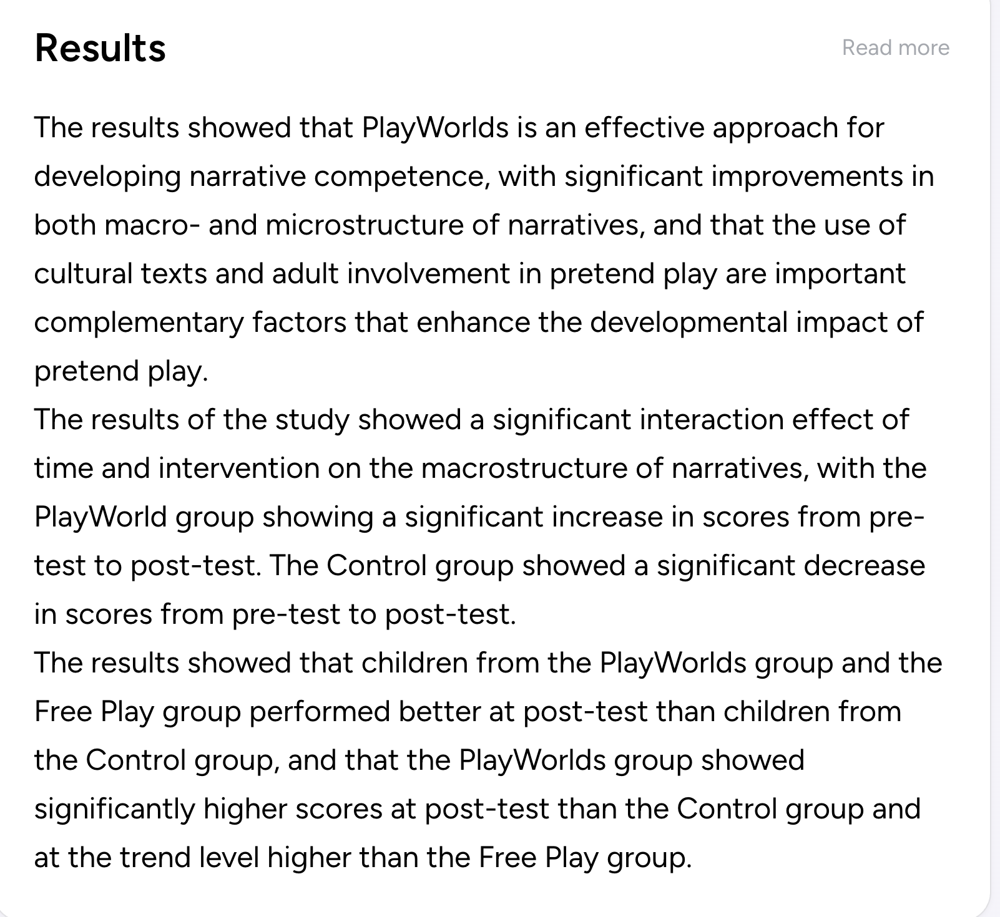 Results
Read more
The results showed that PlayWorlds is an effective approach for
developing narrative competence, with significant improvements in
both macro- and microstructure of narratives, and that the use of
cultural texts and adult involvement in pretend play are important
complementary factors that enhance the developmental impact of
pretend play.
The results of the study showed a significant interaction effect of
time and intervention on the macrostructure of narratives, with the
PlayWorld group showing a significant increase in scores from pre-
test to post-test. The Control group showed a significant decrease
in scores from pre-test to post-test.
The results showed that children from the PlayWorlds group and the
Free Play group performed better at post-test than children from
the Control group, and that the PlayWorlds group showed
significantly higher scores at post-test than the Control group and
at the trend level higher than the Free Play group.